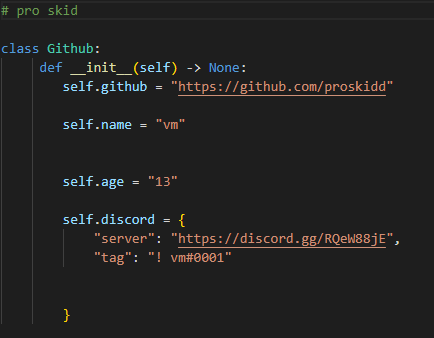 # pro skid
class Github:
def __init__(self) -> None:
self.github = "https://github.com/proskidd"
self.name = "vm"
self.age = "13"
self.discord = {
"server": "https://discord.gg/RQeW88jE",
"tag": "! vm#0001"
}